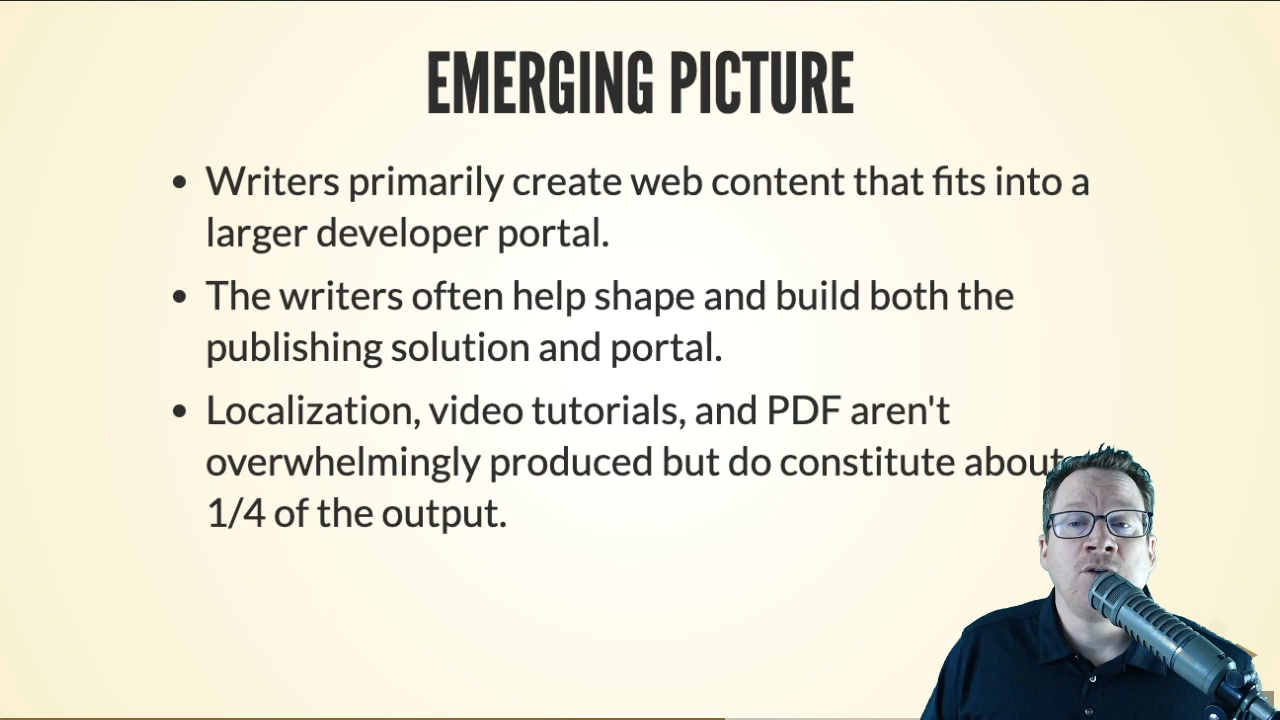 EMERGING PICTURE
Writers primarily create web content that fits into a
larger developer portal.
The writers often help shape and build both the
publishing solution and portal.
Localization, video tutorials, and PDF aren't
overwhelmingly produced but do constitute about
1/4 of the output.